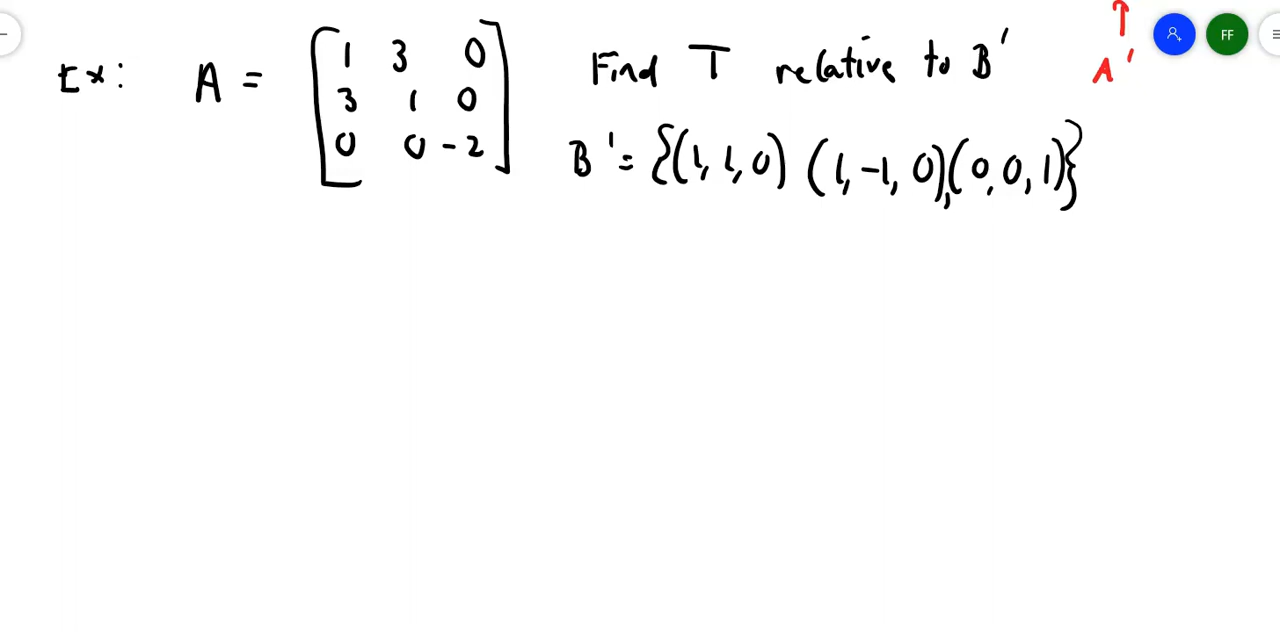 Ex: A = [1 3 0 Find T relative to B' ↑
3 1 0 A'
0 0 -2] B' = {(1, 1, 0) (1, -1, 0), (0, 0, 1)}
FF